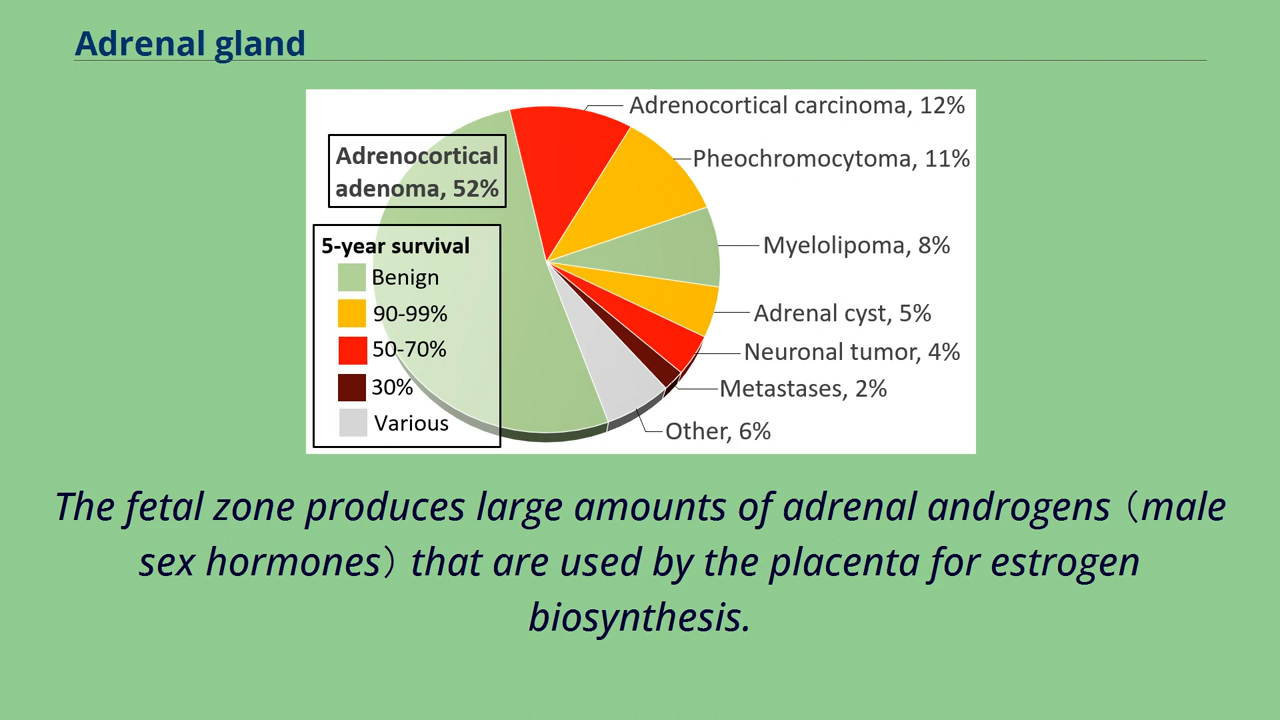 Adrenal gland
Adrenocortical carcinoma, 12%
Adrenocortical
adenoma, 52%
Pheochromocytoma, 11%
5-year survival
Benign
90-99%
50-70%
30%
Various
Myelolipoma, 8%
Adrenal cyst, 5%
Neuronal tumor, 4%
Metastases, 2%
Other, 6%
The fetal zone produces large amounts of adrenal androgens（male
sex hormones）that are used by the placenta for estrogen
biosynthesis.